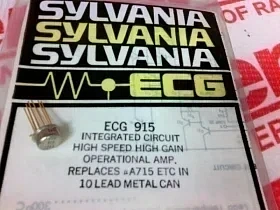 SYLVANIA
SYLVANIA
SYLVANIA
ECG
ECG 915
INTEGRATED CIRCUIT
HIGH SPEED HIGH GAIN
OPERATIONAL AMP.
REPLACES µA715 ETC IN
10 LEAD METAL CAN